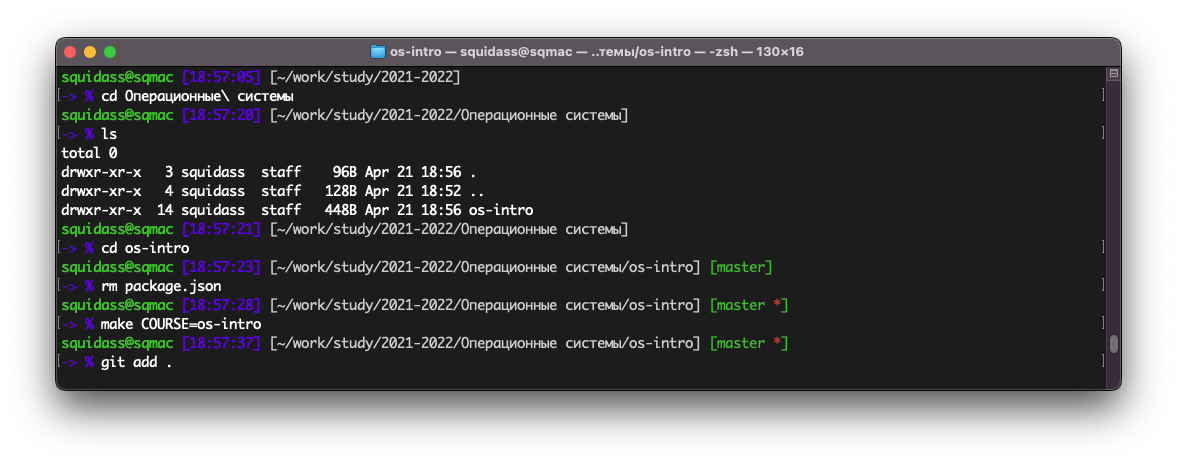 os-intro — squidass@sqmac — ..темы/os-intro — -zsh — 130×16
squidass@sqmac [18:57:05] [~/work/study/2021-2022]
[-> % cd Операционные\ системы ]
squidass@sqmac [18:57:20] [~/work/study/2021-2022/Операционные системы]
[-> % ls ]
total 0
drwxr-xr-x   3 squidass  staff    96B Apr 21 18:56 .
drwxr-xr-x   4 squidass  staff   128B Apr 21 18:52 ..
drwxr-xr-x  14 squidass  staff   448B Apr 21 18:56 os-intro
squidass@sqmac [18:57:21] [~/work/study/2021-2022/Операционные системы]
[-> % cd os-intro ]
squidass@sqmac [18:57:23] [~/work/study/2021-2022/Операционные системы/os-intro] [master]
[-> % rm package.json ]
squidass@sqmac [18:57:28] [~/work/study/2021-2022/Операционные системы/os-intro] [master *]
[-> % make COURSE=os-intro ]
squidass@sqmac [18:57:37] [~/work/study/2021-2022/Операционные системы/os-intro] [master *]
[-> % git add . ]